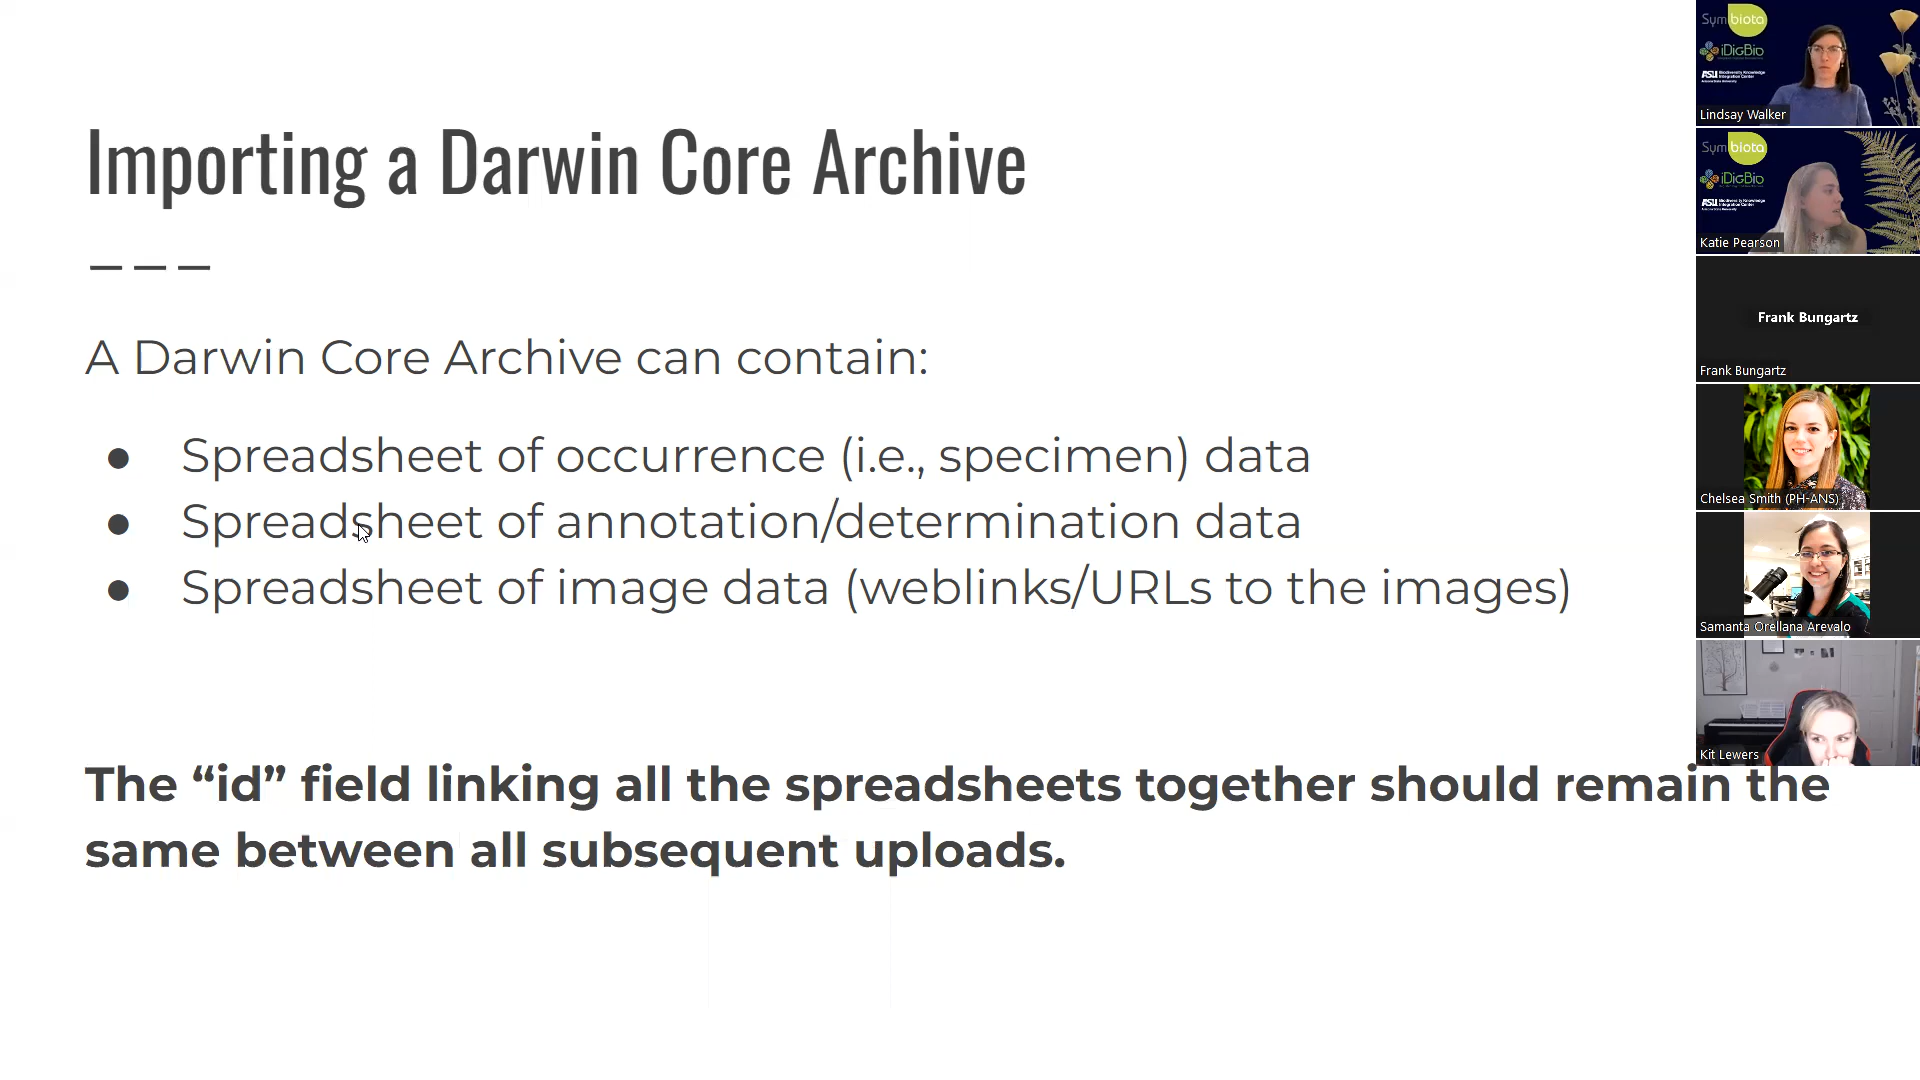 Importing a Darwin Core Archive
A Darwin Core Archive can contain:
● Spreadsheet of occurrence (i.e., specimen) data
● Spreadsheet of annotation/determination data
● Spreadsheet of image data (weblinks/URLs to the images)
The “id” field linking all the spreadsheets together should remain the
same between all subsequent uploads.
Symbiota
iDigBio
ASU Biodiversity Knowledge
Integration Center
Lindsay Walker
Symbiota
iDigBio
ASU Biodiversity Knowledge
Integration Center
Katie Pearson
Frank Bungartz
Frank Bungartz
Chelsea Smith (PH-ANS)
Samanta Orellana Arevalo
Kit Lewers